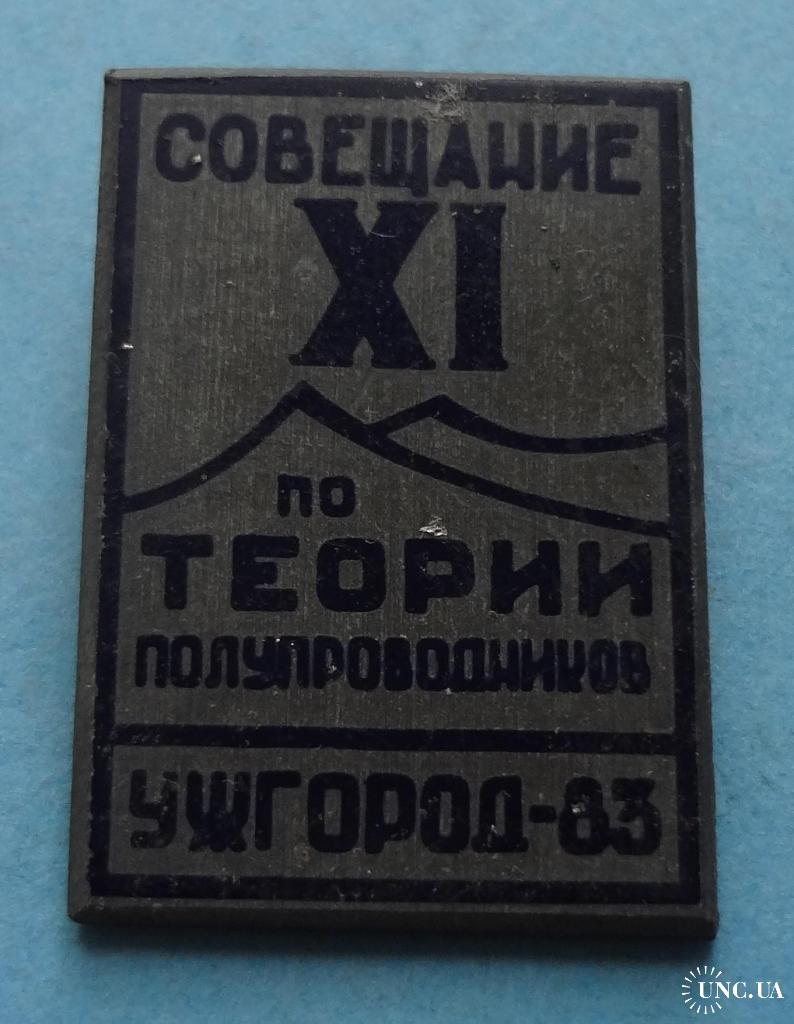 СОВЕЩАНИЕ
XI
ПО
ТЕОРИИ
ПОЛУПРОВОДНИКОВ
УЖГОРОД-83
UNC.UA